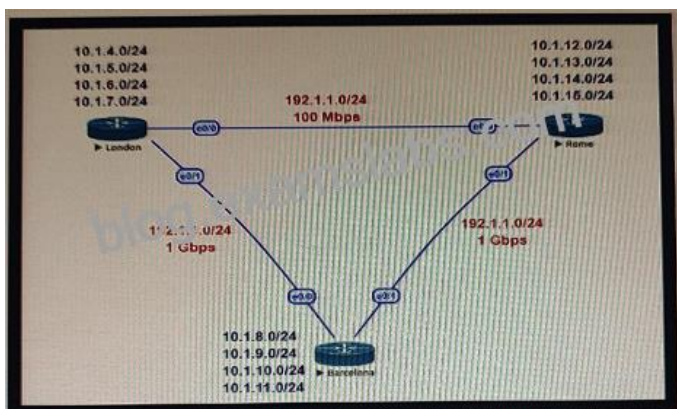 10.1.4.0/24
10.1.5.0/24
10.1.6.0/24
10.1.7.0/24
10.1.12.0/24
10.1.13.0/24
10.1.14.0/24
10.1.15.0/24
192.1.1.0/24
100 Mbps
e0/0
London
Rome
e0/1
e0/1
1 Gbps
192.1.1.0/24
1 Gbps
e0/0
e0/1
10.1.8.0/24
10.1.9.0/24
10.1.10.0/24
10.1.11.0/24
Barcelona